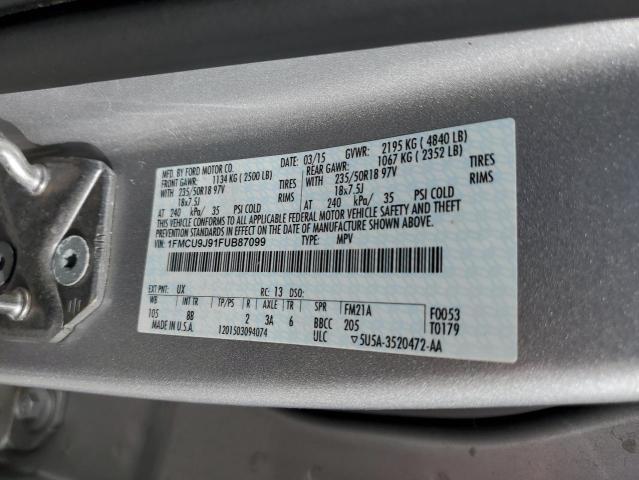 MFD. BY FORD MOTOR CO.
DATE: 03/15 GVWR: 2195 KG ( 4840 LB)
FRONT GAWR: 1134 KG ( 2500 LB) REAR GAWR: 1067 KG ( 2352 LB)
WITH 235/50R18 97V TIRES WITH 235/50R18 97V TIRES
18x7.5J RIMS 18x7.5J RIMS
AT 240 kPa/ 35 PSI COLD AT 240 kPa/ 35 PSI COLD
THIS VEHICLE CONFORMS TO ALL APPLICABLE FEDERAL MOTOR VEHICLE SAFETY AND THEFT
PREVENTION STANDARDS IN EFFECT ON THE DATE OF MANUFACTURE SHOWN ABOVE.
VIN: 1FMCU9J91FUB87099 TYPE: MPV
EXT PNT: UX RC: 13 DSO:
WB INT TR TP/PS R AXLE TR SPR FM21A F0053
105 BB 2 3A 6 BBCC 205 T0179
MADE IN U.S.A. 1201503094074 ULC ▽5U5A-3520472-AA